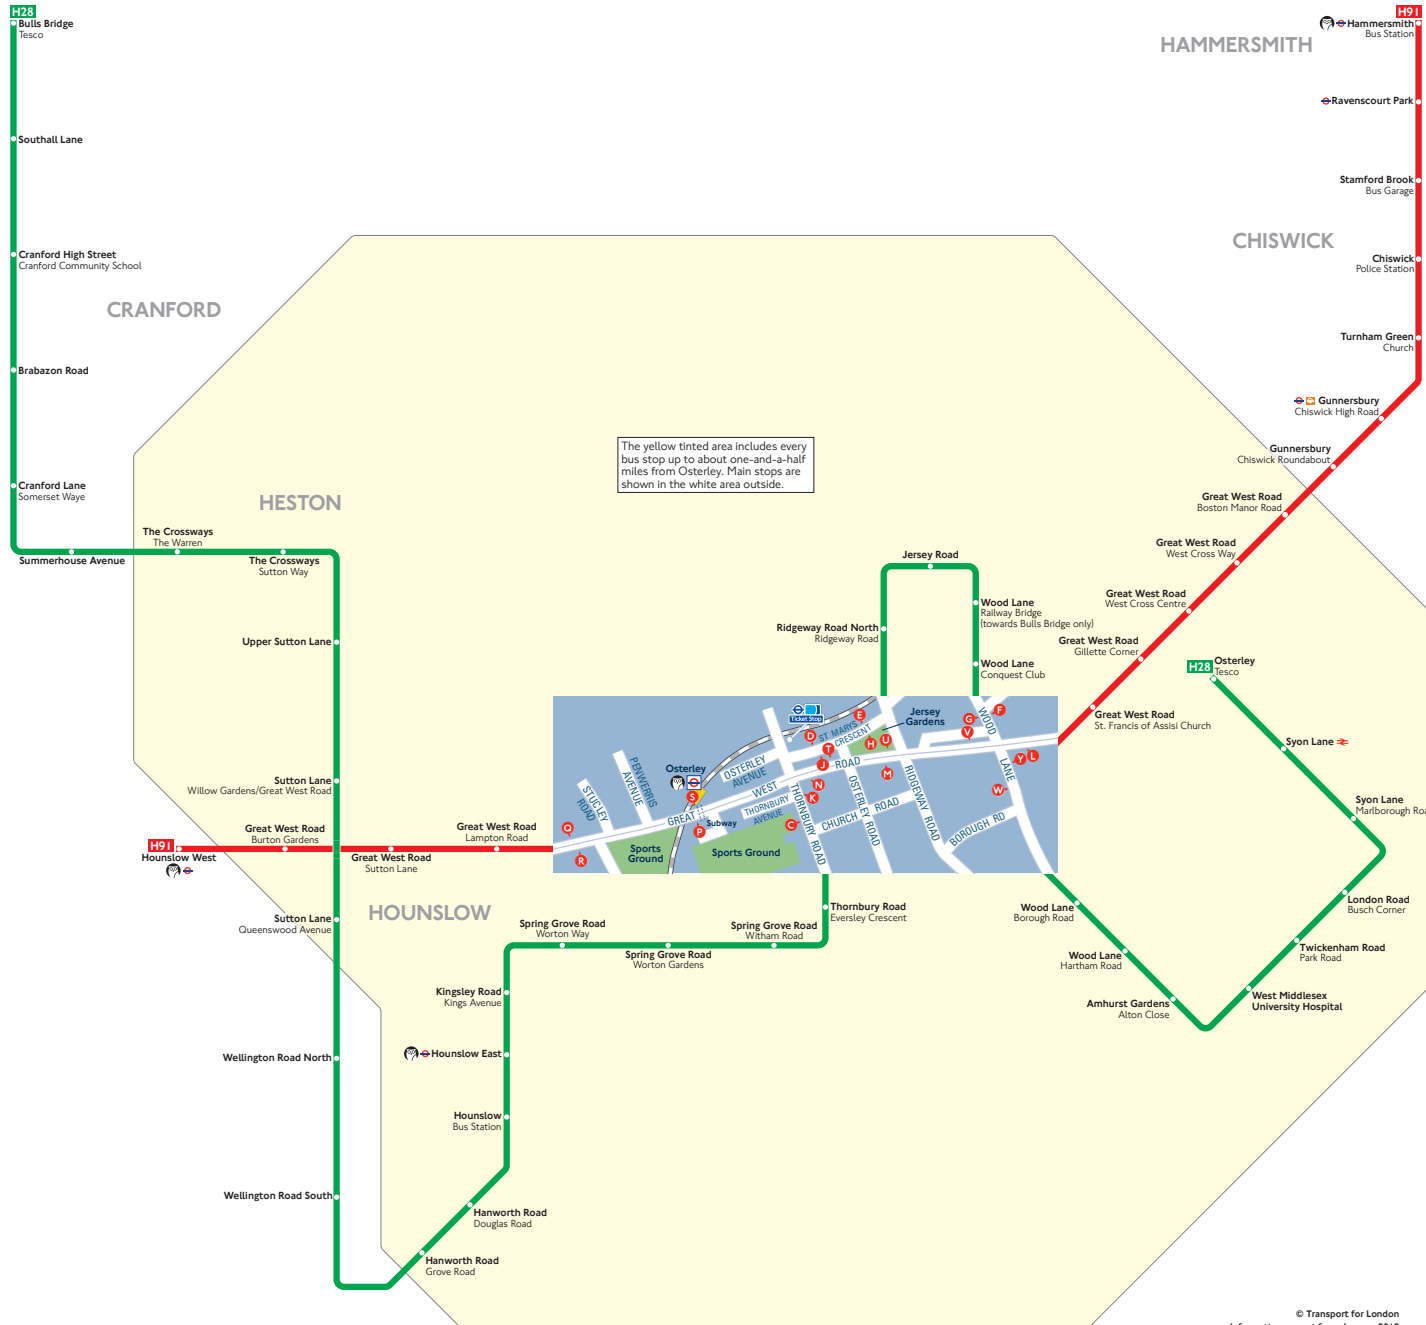 H28
Bulls Bridge
Tesco
Southall Lane
Cranford High Street
Cranford Community School
CRANFORD
Brabazon Road
Cranford Lane
Somerset Waye
Summerhouse Avenue
The Crossways
The Warren
The Crossways
Sutton Way
HESTON
Upper Sutton Lane
Sutton Lane
Willow Gardens/Great West Road
H91
Hounslow West
Great West Road
Burton Gardens
Great West Road
Sutton Lane
Great West Road
Lampton Road
Sutton Lane
Queenswood Avenue
HOUNSLOW
Wellington Road North
Wellington Road South
Hanworth Road
Grove Road
Hanworth Road
Douglas Road
Hounslow
Bus Station
Hounslow East
Kingsley Road
Kings Avenue
Spring Grove Road
Worton Way
Spring Grove Road
Worton Gardens
Spring Grove Road
Witham Road
Thornbury Road
Eversley Crescent
The yellow tinted area includes every
bus stop up to about one-and-a-half
miles from Osterley. Main stops are
shown in the white area outside.
Ridgeway Road North
Ridgeway Road
Jersey Road
Wood Lane
Railway Bridge
(towards Bulls Bridge only)
Wood Lane
Conquest Club
Ticket Stop
Osterley
STUCLEY
ROAD
PENWERRIS
AVENUE
OSTERLEY
AVENUE
ST MARYS
CRESCENT
Jersey
Gardens
GREAT
WEST
ROAD
Subway
THORNBURY
AVENUE
THORNBURY ROAD
CHURCH ROAD
OSTERLEY ROAD
RIDGEWAY ROAD
BOROUGH RD
WOOD
LANE
Sports
Ground
Sports Ground
Q
R
S
P
D
E
T
J
H
U
N
K
C
M
G
F
V
Y
L
W
H91
Hammersmith
Bus Station
HAMMERSMITH
Ravenscourt Park
Stamford Brook
Bus Garage
CHISWICK
Chiswick
Police Station
Turnham Green
Church
Gunnersbury
Chiswick High Road
Gunnersbury
Chiswick Roundabout
Great West Road
Boston Manor Road
Great West Road
West Cross Way
Great West Road
West Cross Centre
Great West Road
Gillette Corner
Great West Road
St. Francis of Assisi Church
H28
Osterley
Tesco
Syon Lane
Syon Lane
Marlborough Roa
London Road
Busch Corner
Twickenham Road
Park Road
West Middlesex
University Hospital
Amhurst Gardens
Alton Close
Wood Lane
Hartham Road
Wood Lane
Borough Road
© Transport for London